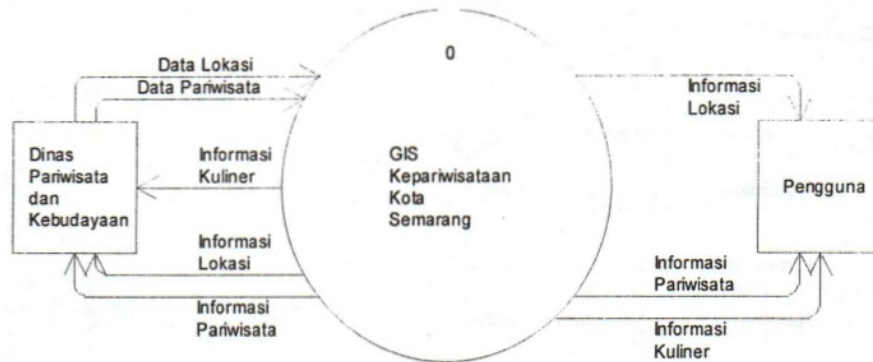 0
Data Lokasi
Data Pariwisata
Informasi
Lokasi
Dinas
Pariwisata
dan
Kebudayaan
Informasi
Kuliner
GIS
Kepariwisataan
Kota
Semarang
Pengguna
Informasi
Lokasi
Informasi
Pariwisata
Informasi
Pariwisata
Informasi
Kuliner